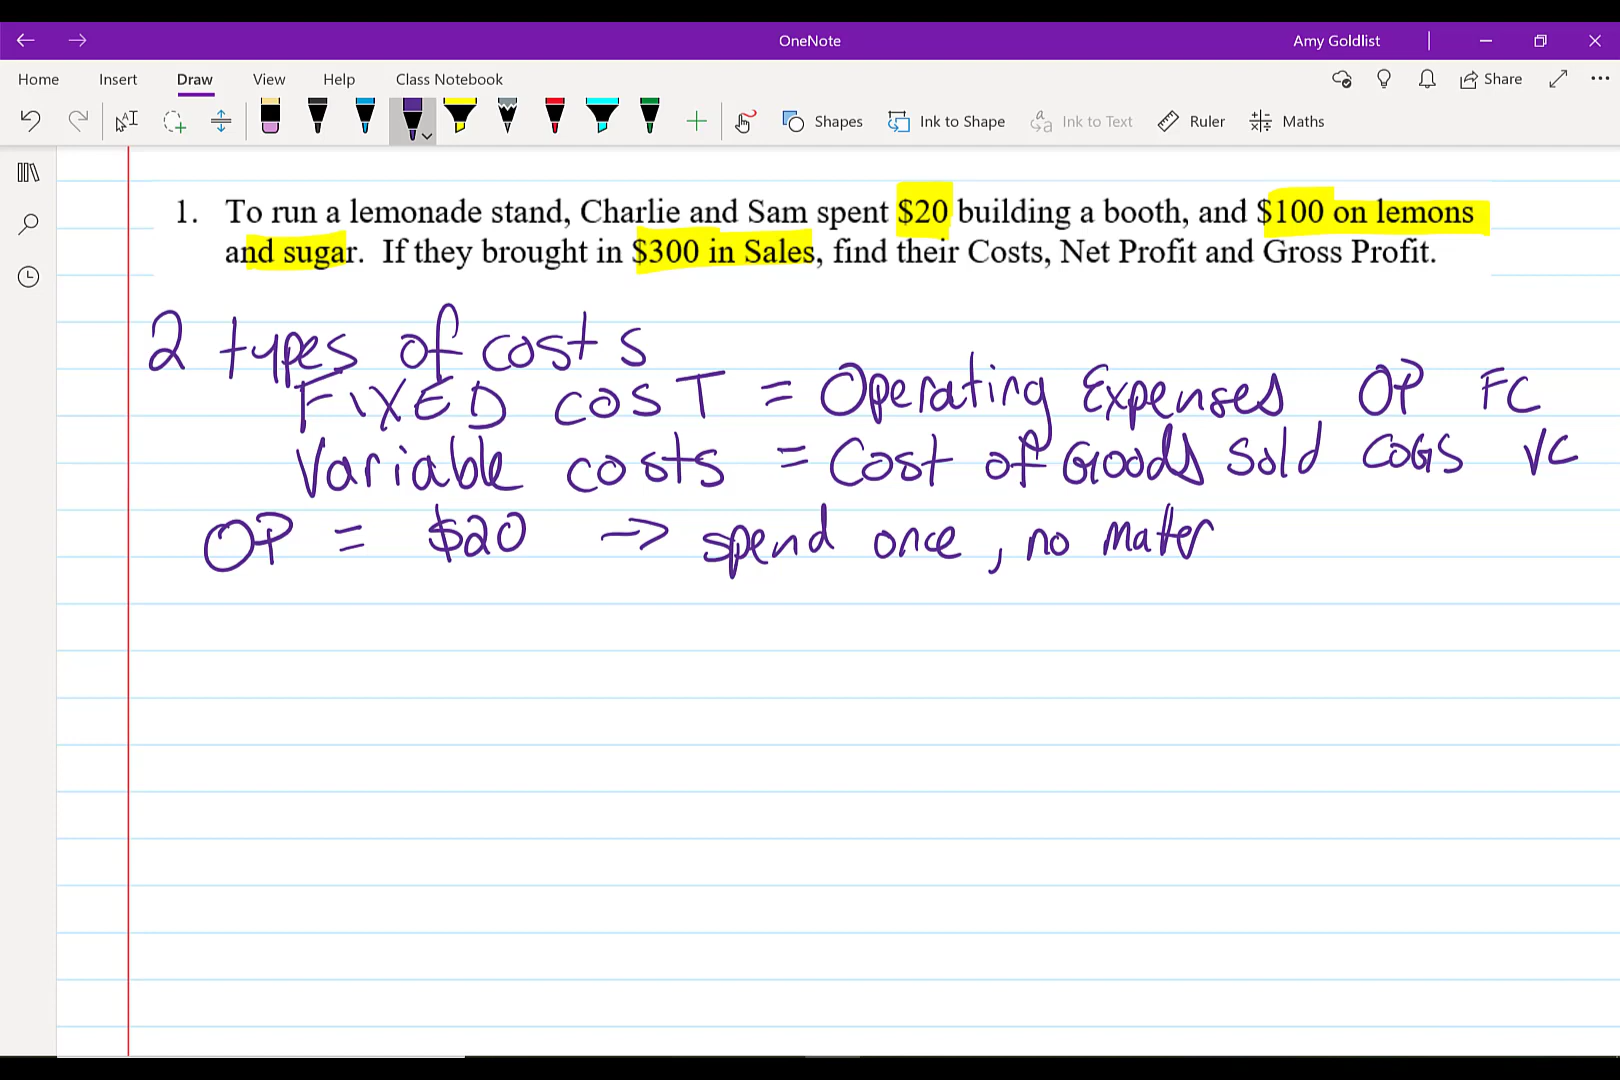 OneNote
Amy Goldlist
Home Insert Draw View Help Class Notebook
Share
Shapes Ink to Shape Ink to Text Ruler Maths
1. To run a lemonade stand, Charlie and Sam spent $20 building a booth, and $100 on lemons
and sugar. If they brought in $300 in Sales, find their Costs, Net Profit and Gross Profit.
2 types of costs
FIXED COST = Operating Expenses OP FC
Variable costs = Cost of Goods Sold COGS VC
OP = $20 -> spend once, no mater